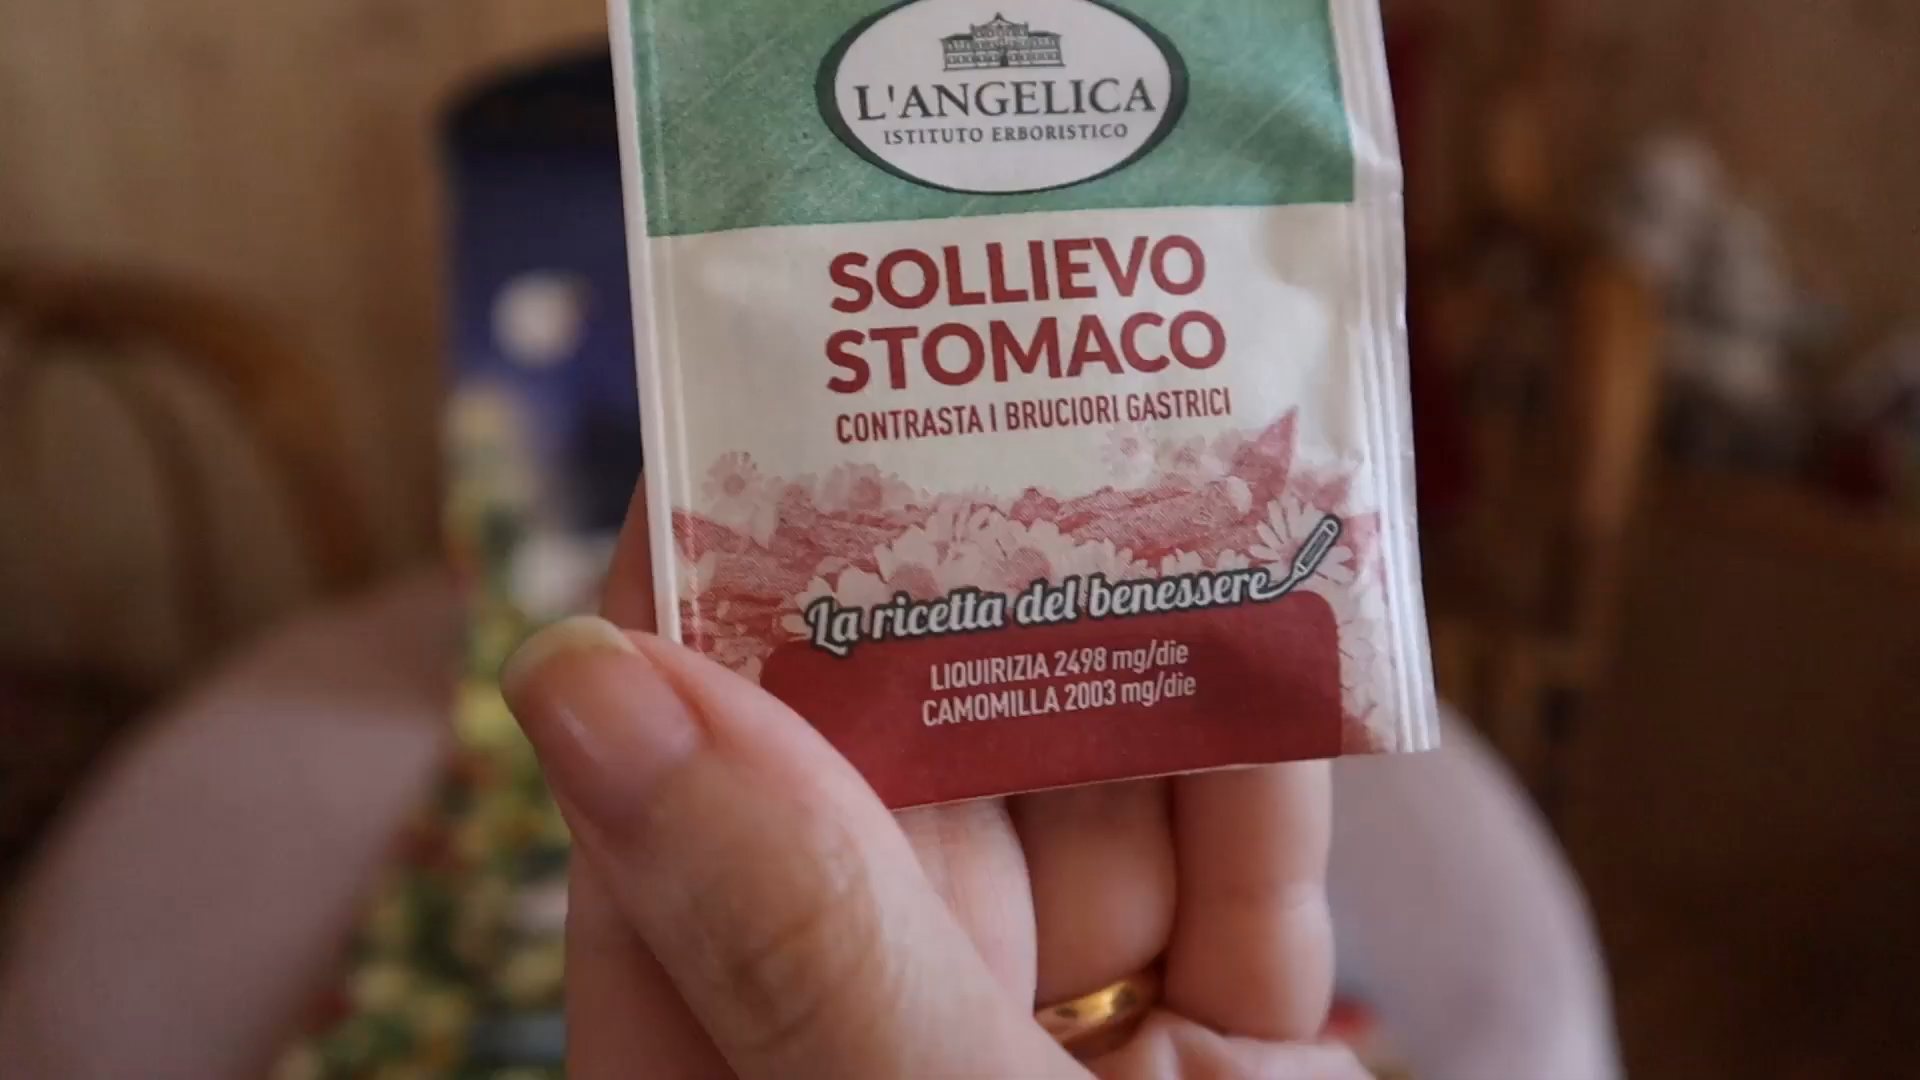 L'ANGELICA
ISTITUTO ERBORISTICO
SOLLIEVO
STOMACO
CONTRASTA I BRUCIORI GASTRICI
La ricetta del benessere
LIQUIRIZIA 2498 mg/die
CAMOMILLA 2003 mg/die